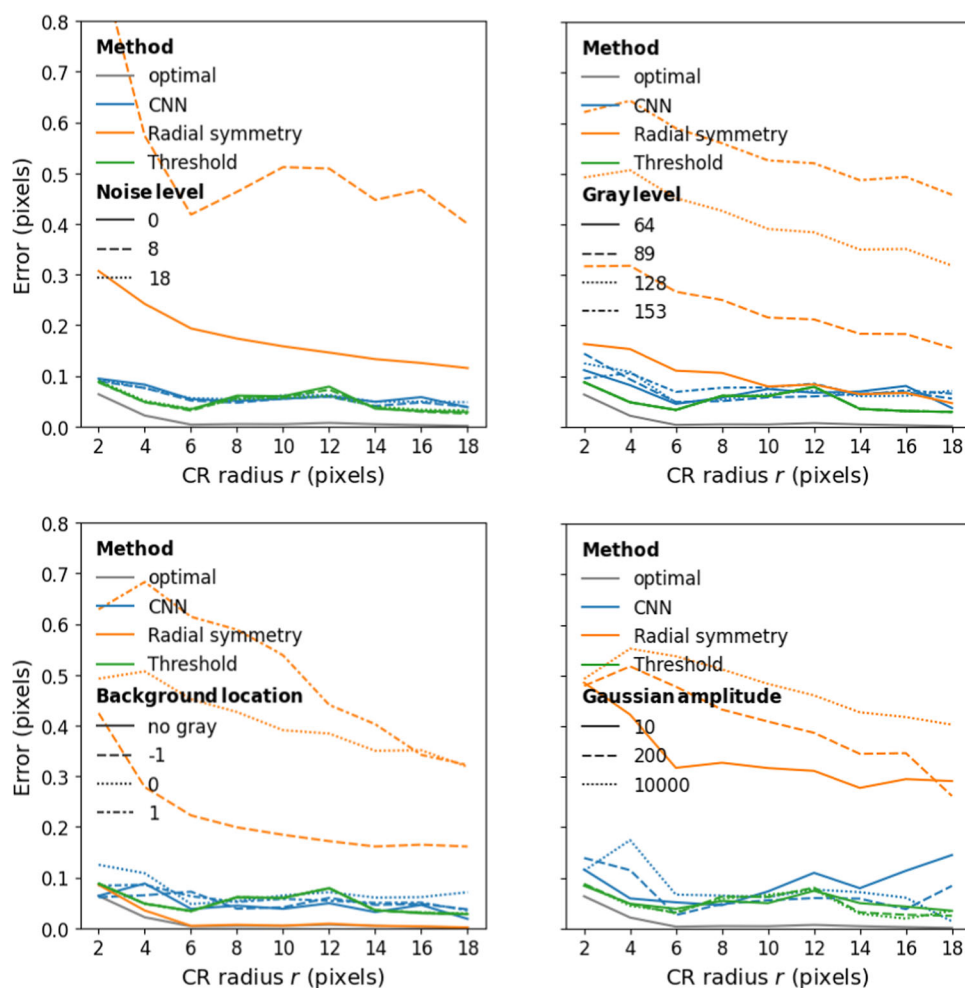 0.8
0.7
0.6
0.5
0.4
0.3
0.2
0.1
0.0
Error (pixels)
Method
optimal
CNN
Radial symmetry
Threshold
Noise level
0
8
18
2 4 6 8 10 12 14 16 18
CR radius r (pixels)
Method
optimal
CNN
Radial symmetry
Threshold
Gray level
64
89
128
153
2 4 6 8 10 12 14 16 18
CR radius r (pixels)
0.8
0.7
0.6
0.5
0.4
0.3
0.2
0.1
0.0
Error (pixels)
Method
optimal
CNN
Radial symmetry
Threshold
Background location
no gray
-1
0
1
2 4 6 8 10 12 14 16 18
CR radius r (pixels)
Method
optimal
CNN
Radial symmetry
Threshold
Gaussian amplitude
10
200
10000
2 4 6 8 10 12 14 16 18
CR radius r (pixels)